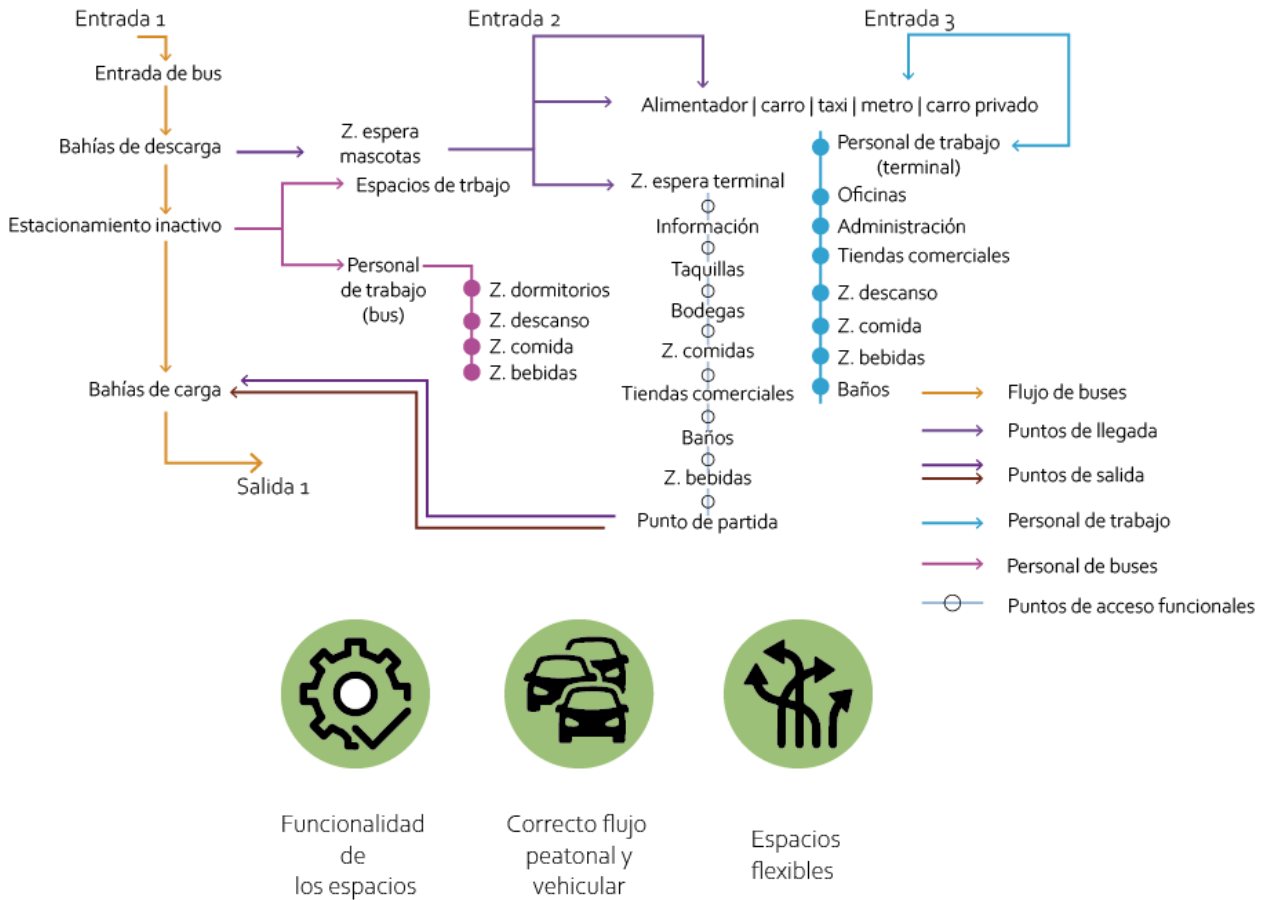 Entrada 1
Entrada 2
Entrada 3
Entrada de bus
Alimentador | carro | taxi | metro | carro privado
Bahías de descarga
Z. espera
mascotas
Personal de trabajo
(terminal)
Espacios de trbajo
Z. espera terminal
Oficinas
Estacionamiento inactivo
Información
Administración
Tiendas comerciales
Personal
de trabajo
(bus)
Taquillas
Z. dormitorios
Z. descanso
Bodegas
Z. descanso
Z. comida
Z. comida
Z. comidas
Z. bebidas
Z. bebidas
Bahías de carga
Tiendas comerciales
Baños
Flujo de buses
Baños
Puntos de llegada
Z. bebidas
Puntos de salida
Salida 1
Punto de partida
Personal de trabajo
Personal de buses
Puntos de acceso funcionales
Funcionalidad
de
los espacios
Correcto flujo
peatonal y
vehicular
Espacios
flexibles